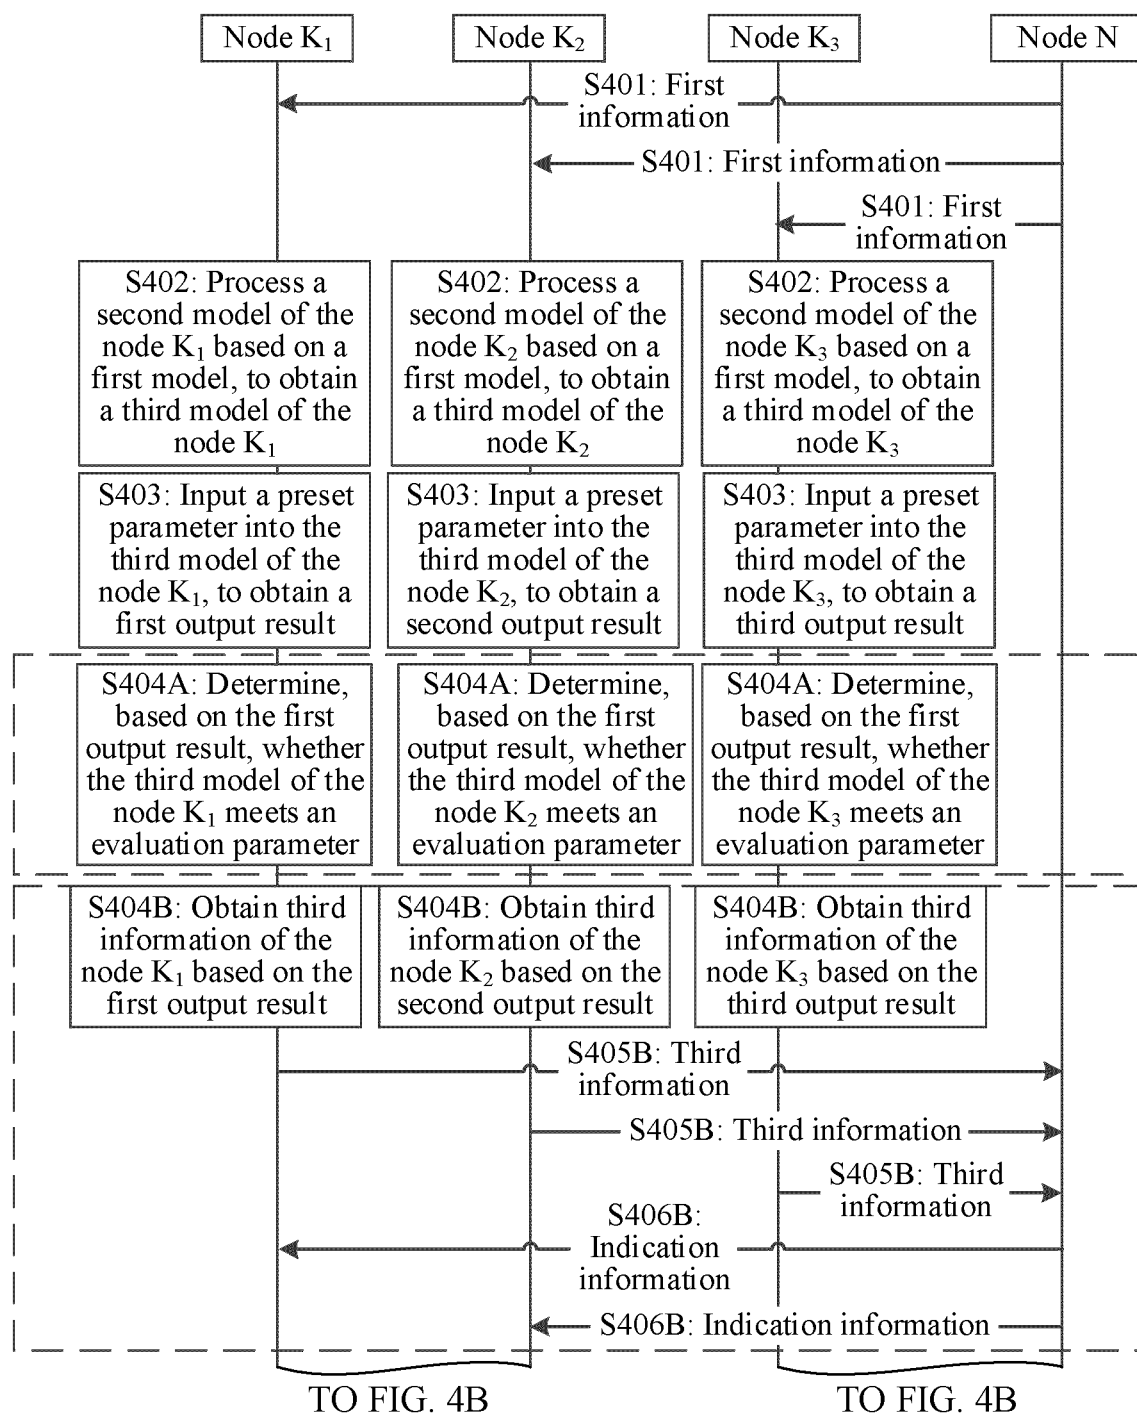 Node K₁
Node K₂
Node K₃
Node N
S401: First
information
S401: First information
S401: First
information
S402: Process a
second model of the
node K₁ based on a
first model, to obtain
a third model of the
node K₁
S402: Process a
second model of the
node K₂ based on a
first model, to obtain
a third model of the
node K₂
S402: Process a
second model of the
node K₃ based on a
first model, to obtain
a third model of the
node K₃
S403: Input a preset
parameter into the
third model of the
node K₁, to obtain a
first output result
S403: Input a preset
parameter into the
third model of the
node K₂, to obtain a
second output result
S403: Input a preset
parameter into the
third model of the
node K₃, to obtain a
third output result
S404A: Determine,
based on the first
output result, whether
the third model of the
node K₁ meets an
evaluation parameter
S404A: Determine,
based on the first
output result, whether
the third model of the
node K₂ meets an
evaluation parameter
S404A: Determine,
based on the first
output result, whether
the third model of the
node K₃ meets an
evaluation parameter
S404B: Obtain third
information of the
node K₁ based on the
first output result
S404B: Obtain third
information of the
node K₂ based on the
second output result
S404B: Obtain third
information of the
node K₃ based on the
third output result
S405B: Third
information
S405B: Third information
S405B: Third
information
S406B:
Indication
information
S406B: Indication information
TO FIG. 4B
TO FIG. 4B